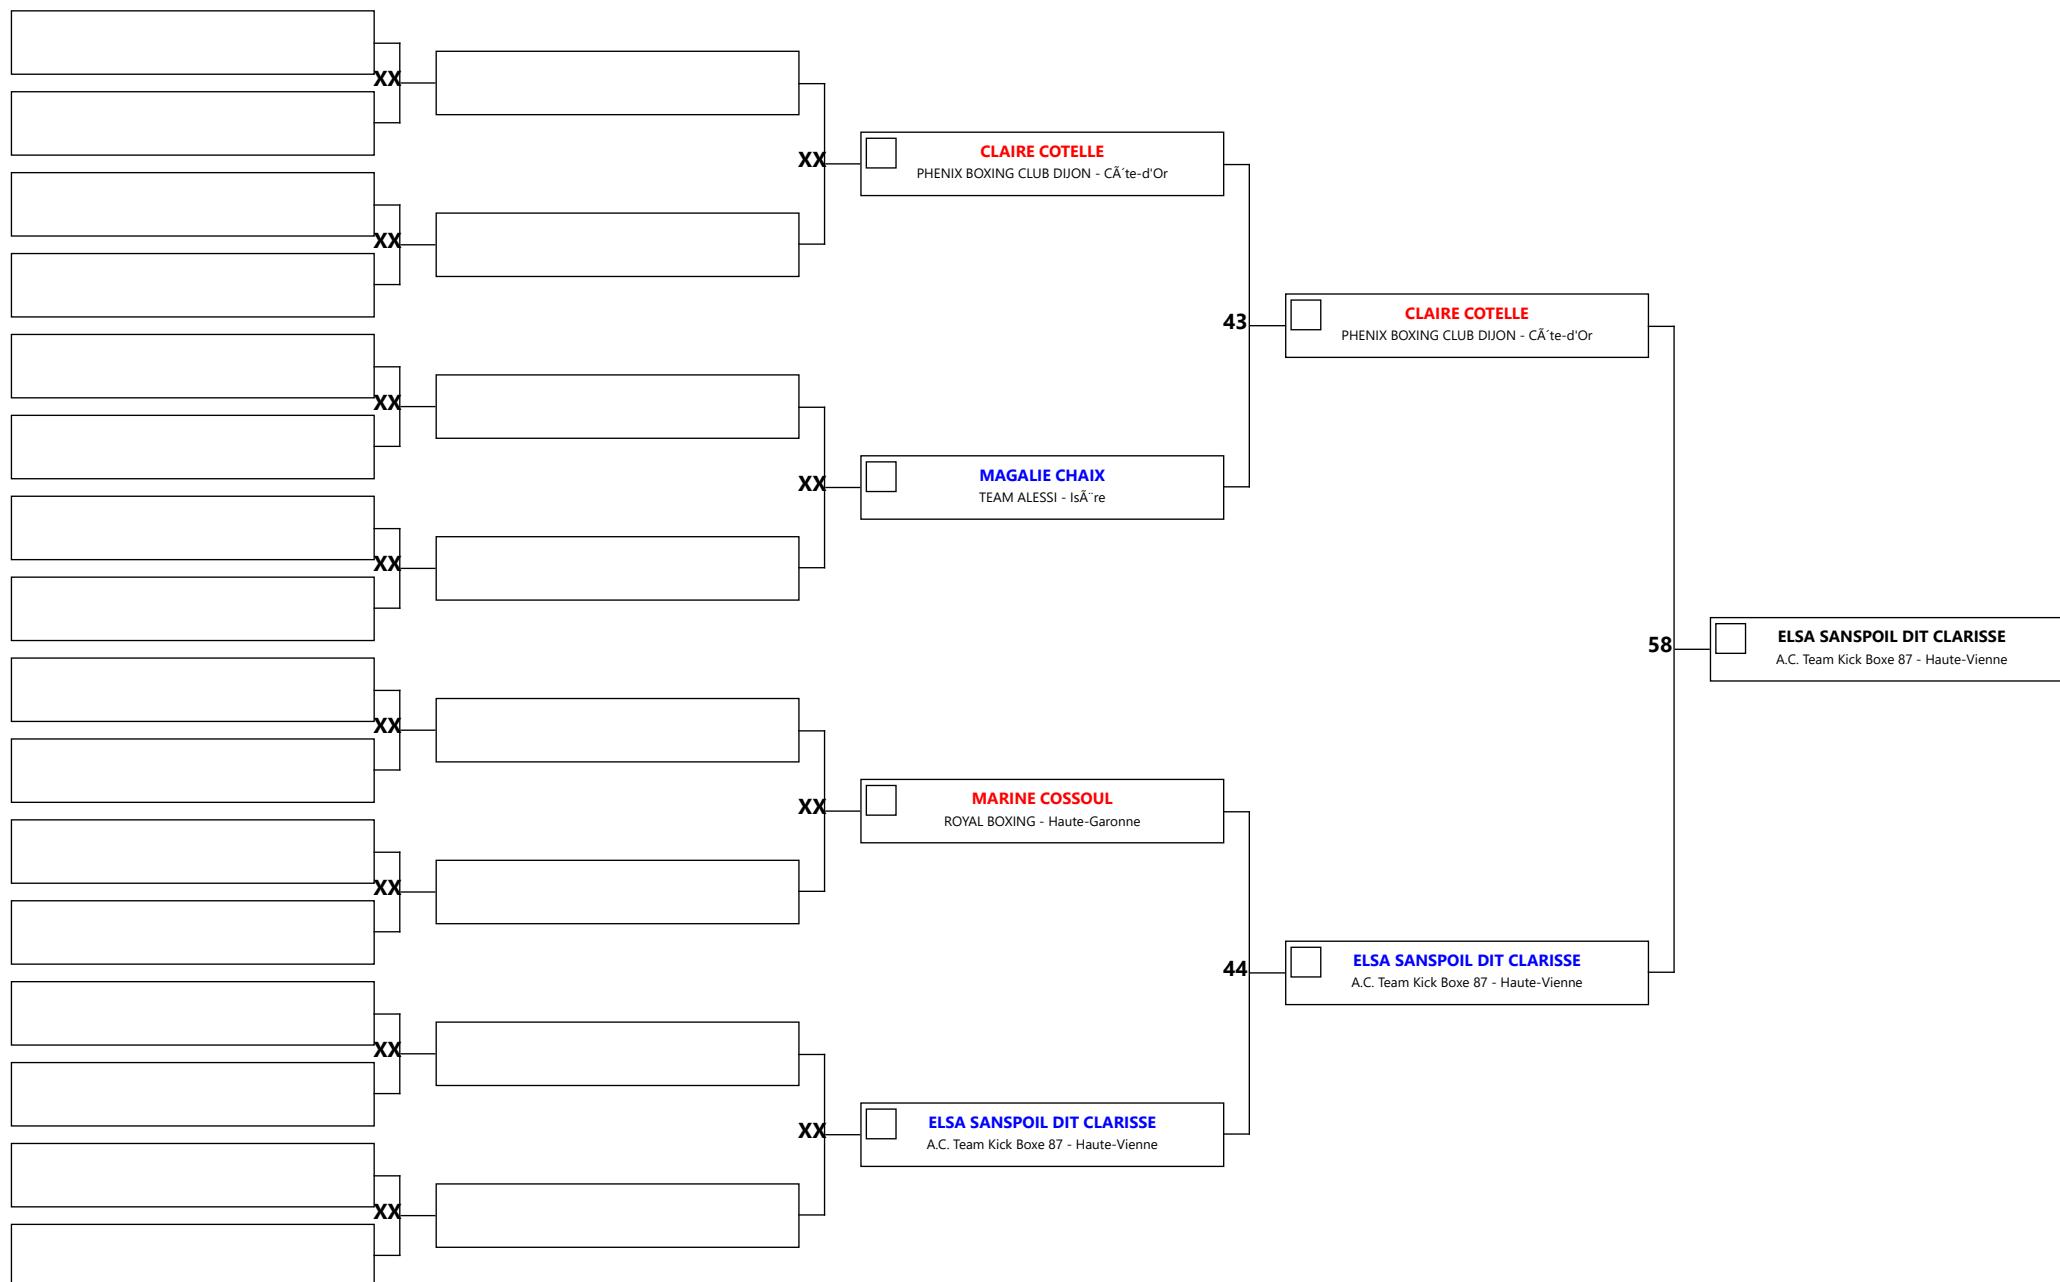 XX
XX
XX
XX
XX
XX
XX
XX
XX
XX
XX
XX
CLAIRE COTELLE
PHENIX BOXING CLUB DIJON - CÃ´te-d'Or
MAGALIE CHAIX
TEAM ALESSI - IsÃ¨re
MARINE COSSOUL
ROYAL BOXING - Haute-Garonne
ELSA SANSPOIL DIT CLARISSE
A.C. Team Kick Boxe 87 - Haute-Vienne
43
44
CLAIRE COTELLE
PHENIX BOXING CLUB DIJON - CÃ´te-d'Or
ELSA SANSPOIL DIT CLARISSE
A.C. Team Kick Boxe 87 - Haute-Vienne
58
ELSA SANSPOIL DIT CLARISSE
A.C. Team Kick Boxe 87 - Haute-Vienne